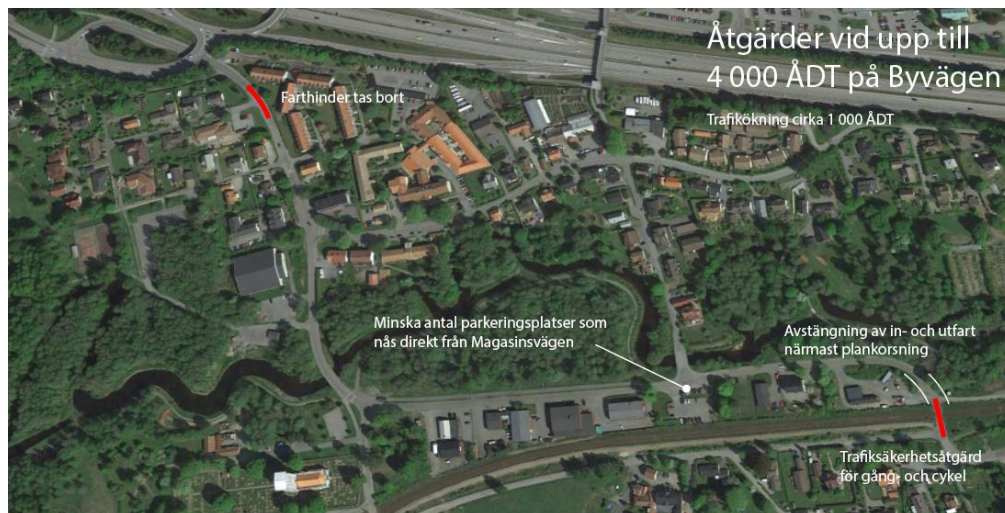 Åtgärder vid upp till
4 000 ÅDT på Byvägen
Farthinder tas bort
Trafikökning cirka 1 000 ÅDT
Minska antal parkeringsplatser som
nås direkt från Magasinsvägen
Avstängning av in- och utfart
närmast plankorsning
Trafiksäkerhetsåtgärd
för gång- och cykel